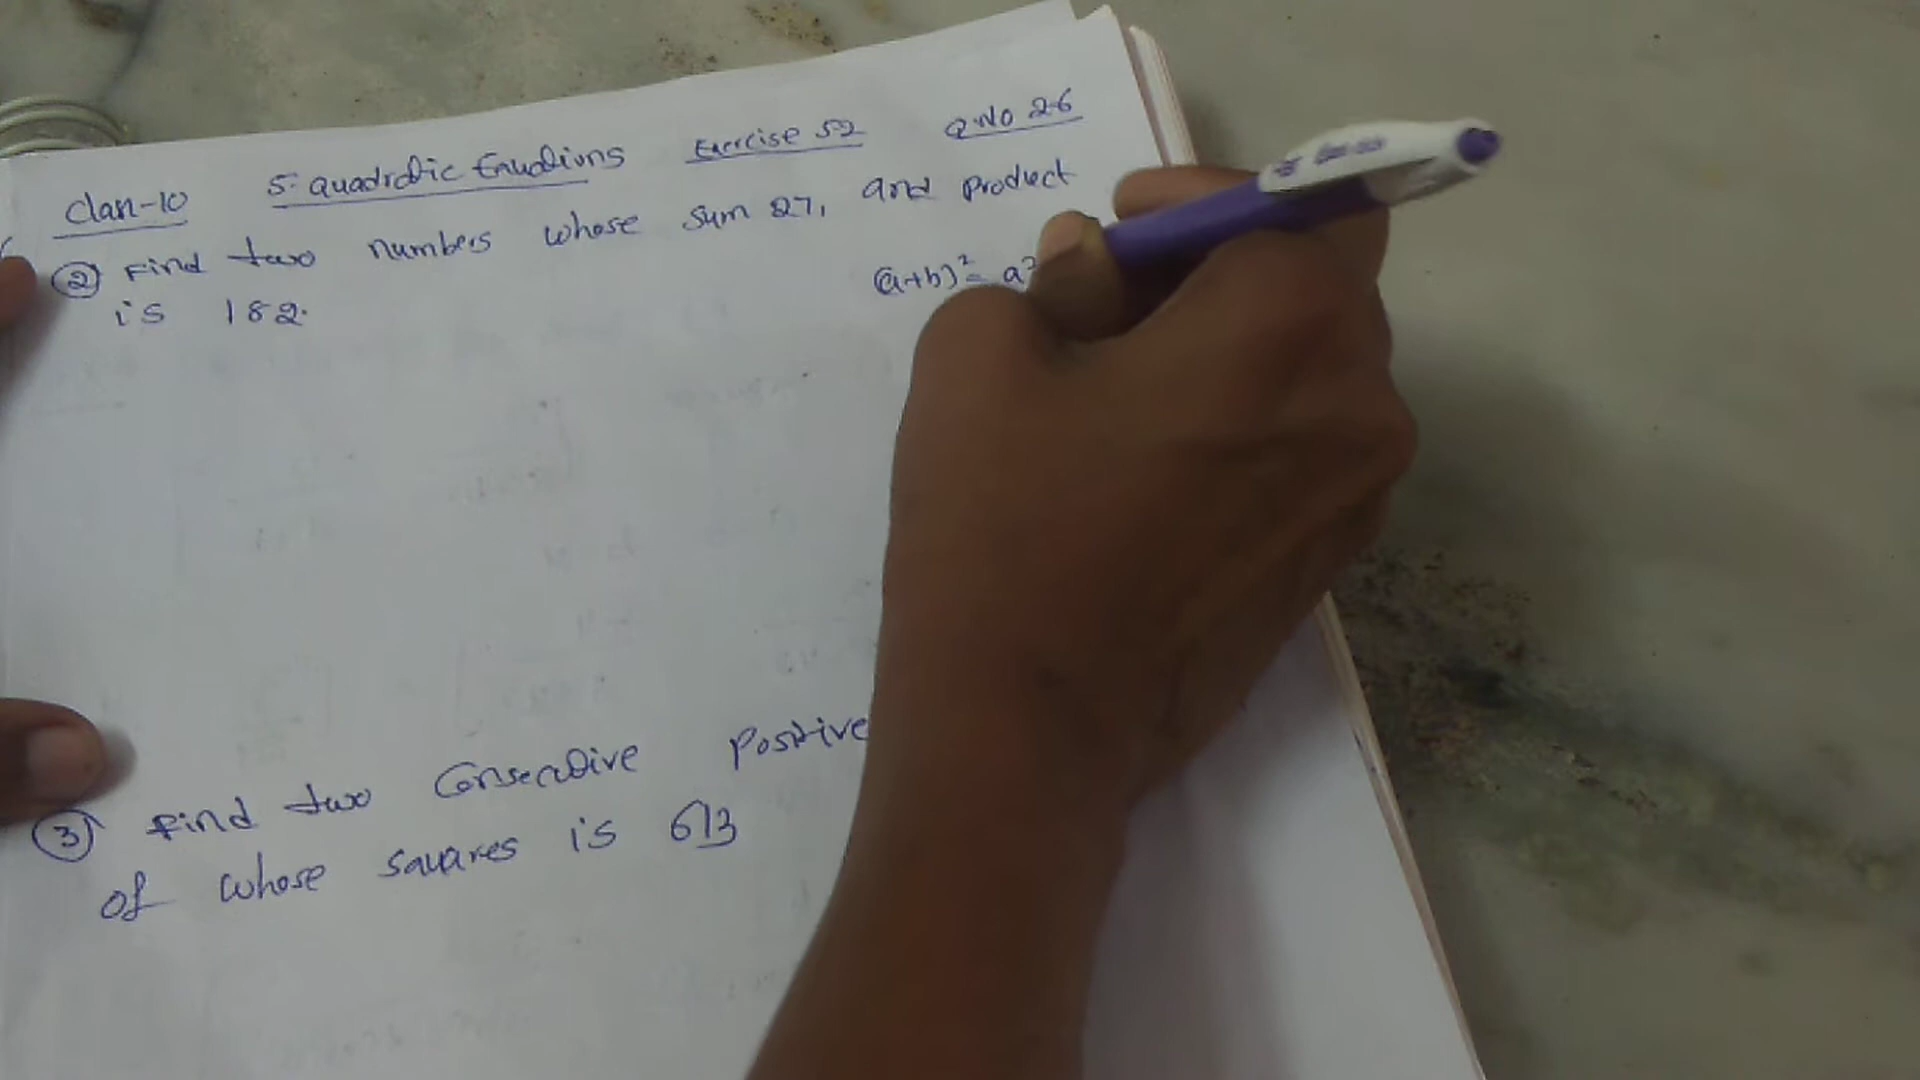 Class-10 5. Quadratic Equations Exercise 5.2 Q.No 2.6
② Find two numbers whose sum 27, and product
is 182.
(a+b)² = a²
③ Find two Consecutive Positive
of whose squares is 613